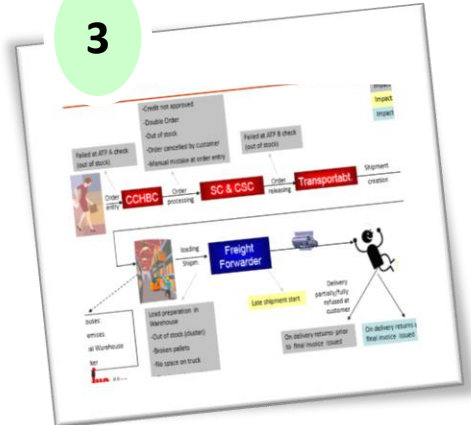 3
Impact
Impact
-Credit not approved
-Double Order
-Out of stock
-Order cancelled by customer
-Manual mistake at order entry
Failed at ATP A check
(out of stock)
Failed at ATP B check
(out of stock)
Order
entry
CCHBC
Order
processing
SC & CSC
Order
releasing
Shipment
creation
loading
Freight
Forwarder
Load preparation in
Warehouse
-Out of stock (cluster)
-Broken pallets
-No space on truck
Late shipment start
Delivery
partially/fully
refused at
customer
On delivery returns prior
to final invoice issued
On delivery returns
final invoice issued
Warehouse